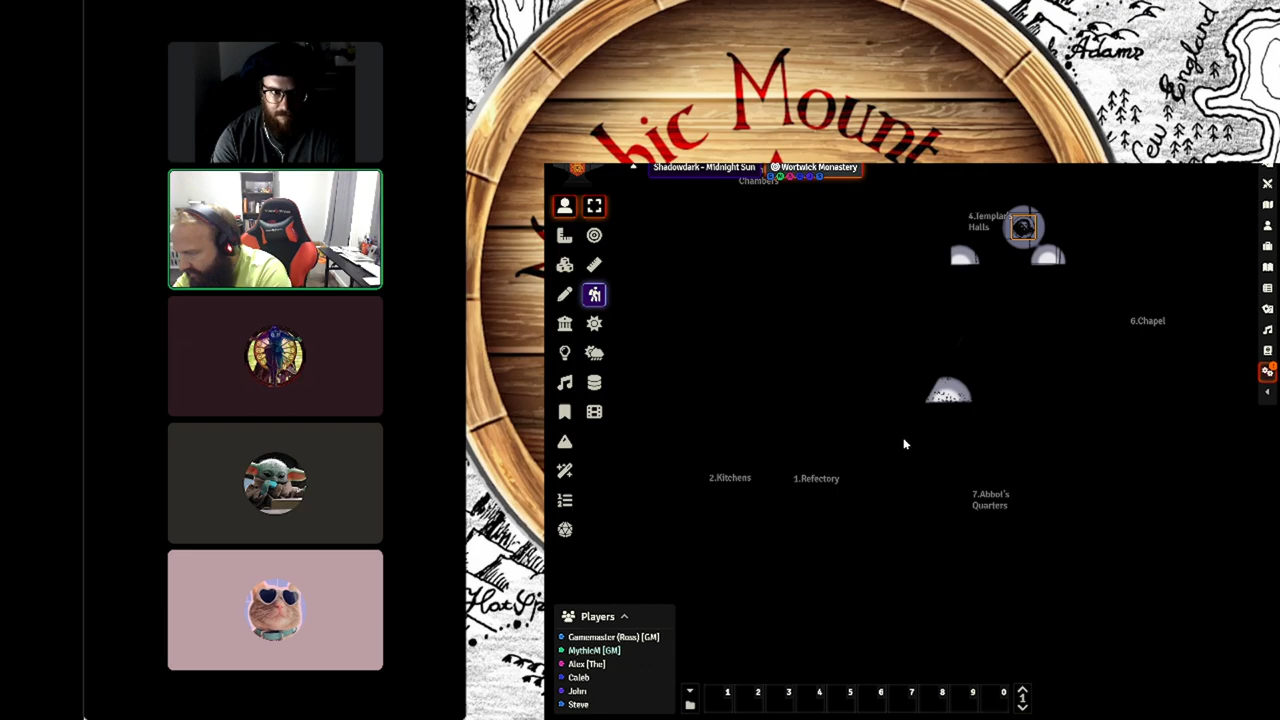 Adams
England
hic Mount
Shadowdark - Midnight Sun
Wortwick Monastery
Chambers
4.Templar's
Halls
6.Chapel
2.Kitchens
1.Refectory
7.Abbot's
Quarters
Players
Gamemaster (Ross) [GM]
MythicM [GM]
Alex [The]
Caleb
John
Steve
1 2 3 4 5 6 7 8 9 0
1